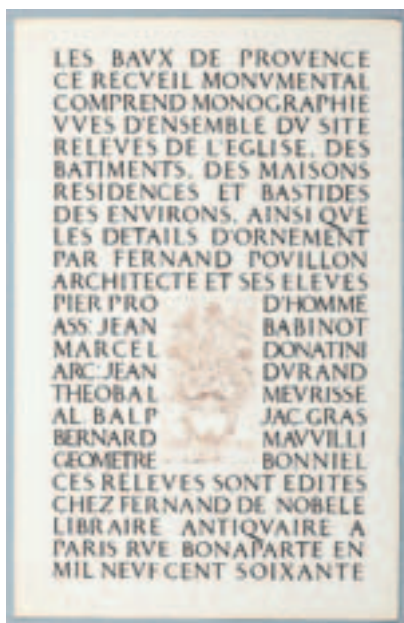 LES BAVX DE PROVENCE
CE RECVEIL MONVMENTAL
COMPREND MONOGRAPHIE
VVES D'ENSEMBLE DV SITE
RELEVES DE L'EGLISE, DES
BATIMENTS, DES MAISONS
RESIDENCES ET BASTIDES
DES ENVIRONS, AINSI QVE
LES DETAILS D'ORNEMENT
PAR FERNAND POVILLON
ARCHITECTE ET SES ELEVES
PIER PRO D'HOMME
ASS: JEAN BABINOT
MARCEL DONATINI
ARC: JEAN DVRAND
THEOBAL MEVRISSE
AL. BALP JAC. GRAS
BERNARD MAVVILLI
GEOMETRE BONNIEL
CES RELEVES SONT EDITES
CHEZ FERNAND DE NOBELE
LIBRAIRE ANTIQVAIRE A
PARIS RVE BONAPARTE EN
MIL NEVF CENT SOIXANTE